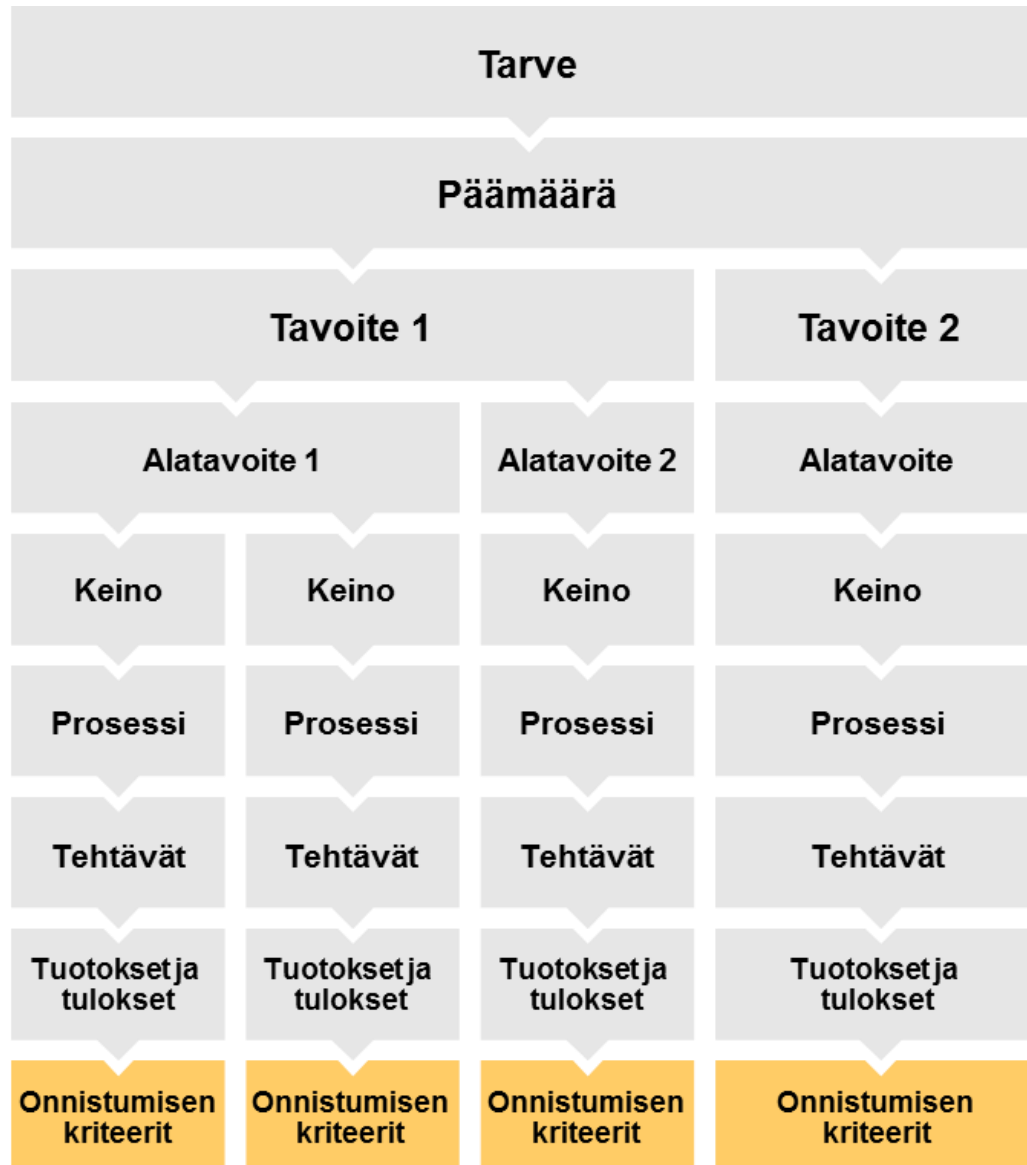 Tarve
Päämäärä
Tavoite 1
Tavoite 2
Alatavoite 1
Alatavoite 2
Alatavoite
Keino
Keino
Keino
Keino
Prosessi
Prosessi
Prosessi
Prosessi
Tehtävät
Tehtävät
Tehtävät
Tehtävät
Tuotokset ja
tulokset
Tuotokset ja
tulokset
Tuotokset ja
tulokset
Tuotokset ja
tulokset
Onnistumisen
kriteerit
Onnistumisen
kriteerit
Onnistumisen
kriteerit
Onnistumisen
kriteerit